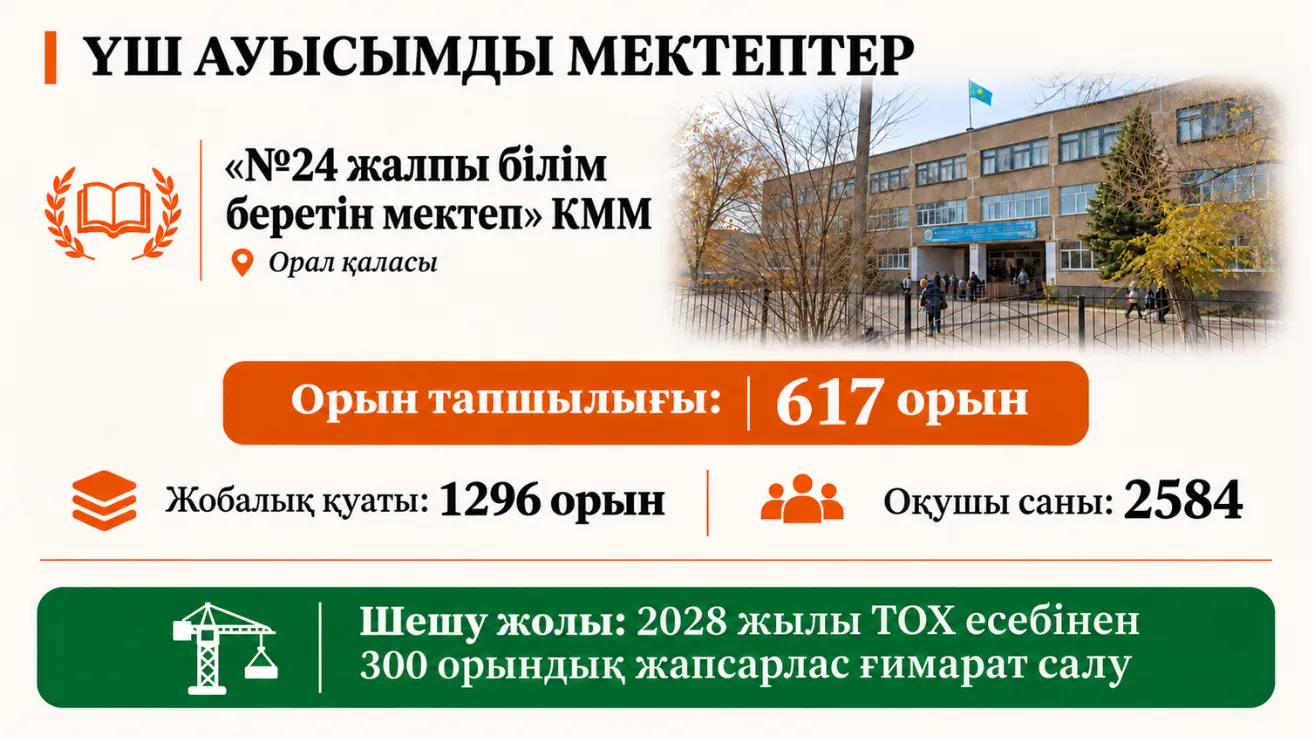 ҮШ АУЫСЫМДЫ МЕКТЕПТЕР
«№24 жалпы білім
беретін мектеп» КММ
Орал қаласы
Орын тапшылығы: 617 орын
Жобалық қуаты: 1296 орын
Оқушы саны: 2584
Шешу жолы: 2028 жылы ТОХ есебінен
300 орындық жапсарлас ғимарат салу